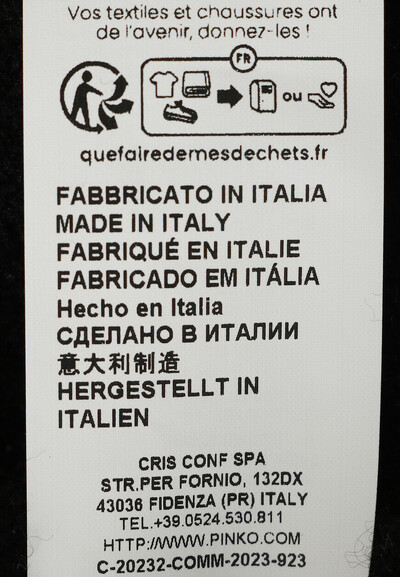 Vos textiles et chaussures ont
de l'avenir, donnez-les !
FR
ou
quefairedemesdechets.fr
FABBRICATO IN ITALIA
MADE IN ITALY
FABRIQUÉ EN ITALIE
FABRICADO EM ITÁLIA
Hecho en Italia
СДЕЛАНО В ИТАЛИИ
意大利制造
HERGESTELLT IN
ITALIEN
CRIS CONF SPA
STR.PER FORNIO, 132DX
43036 FIDENZA (PR) ITALY
TEL.+39.0524.530.811
HTTP://WWW.PINKO.COM
C-20232-COMM-2023-923